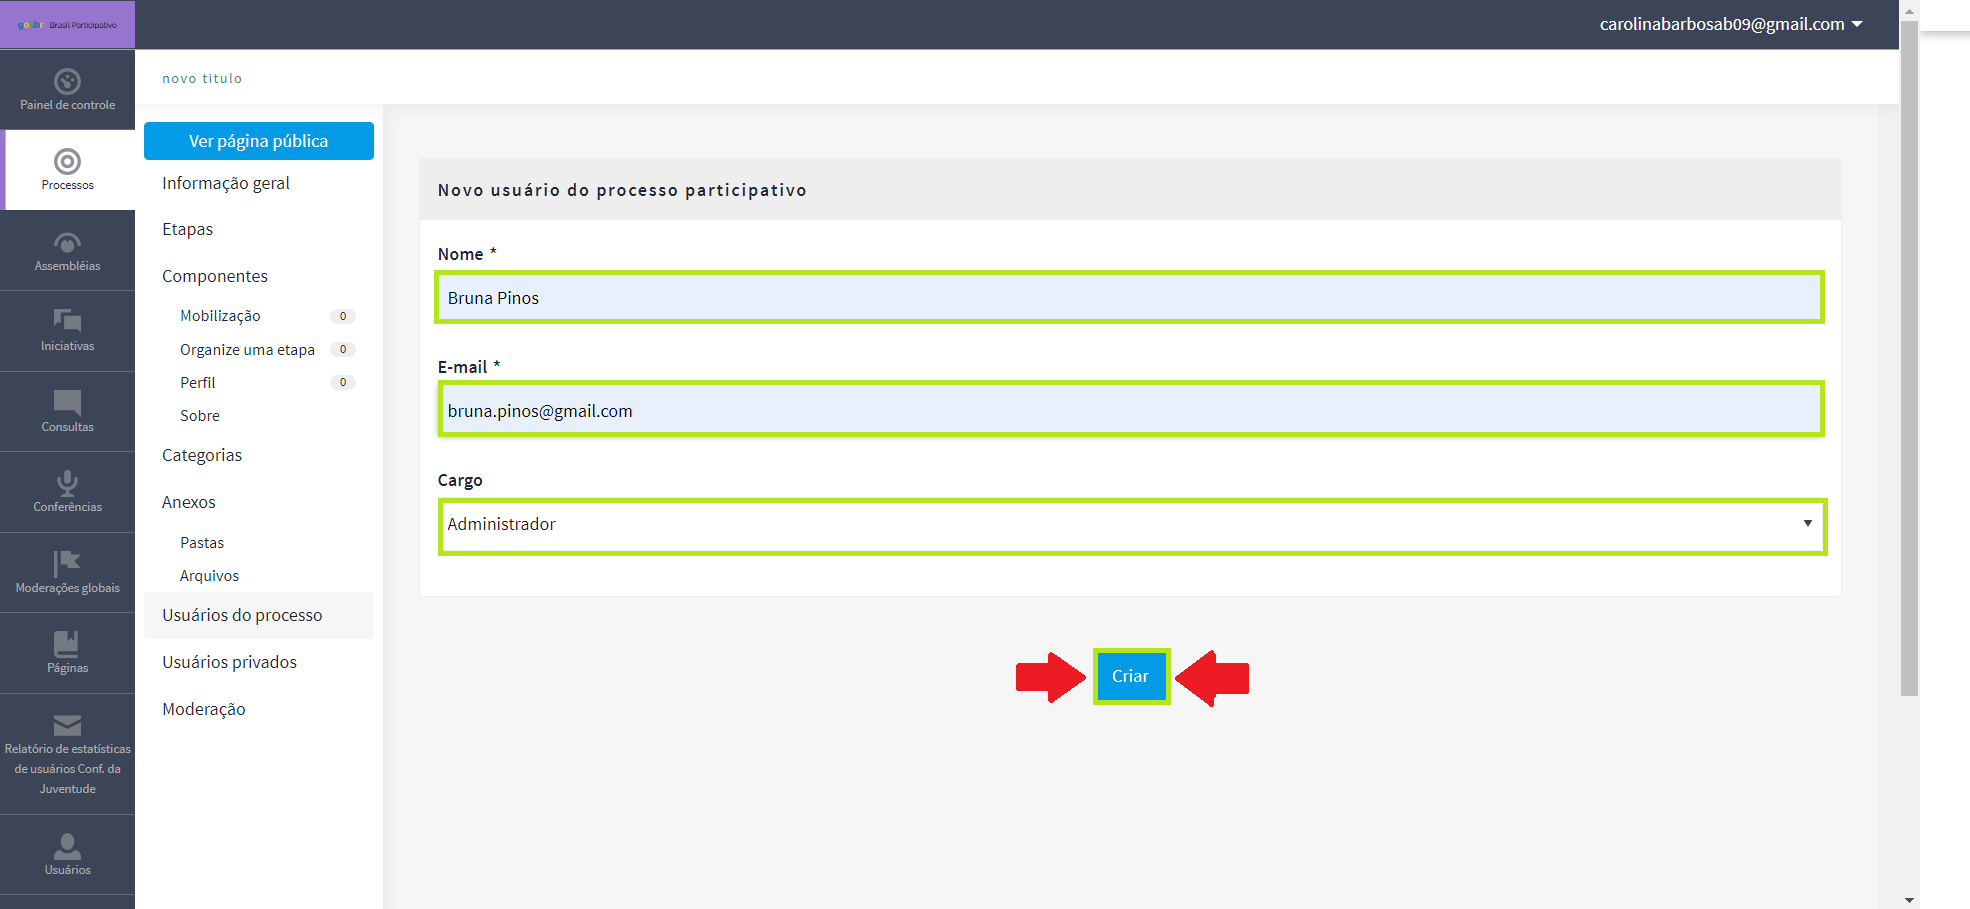 gov.br Brasil Participativo
carolinabarbosab09@gmail.com
Painel de controle
Processos
Assembléias
Iniciativas
Consultas
Conferências
Moderações globais
Páginas
Relatório de estatísticas
de usuários Conf. da
Juventude
Usuários
novo titulo
Ver página pública
Informação geral
Etapas
Componentes
Mobilização 0
Organize uma etapa 0
Perfil 0
Sobre
Categorias
Anexos
Pastas
Arquivos
Usuários do processo
Usuários privados
Moderação
Novo usuário do processo participativo
Nome *
Bruna Pinos
E-mail *
bruna.pinos@gmail.com
Cargo
Administrador
Criar